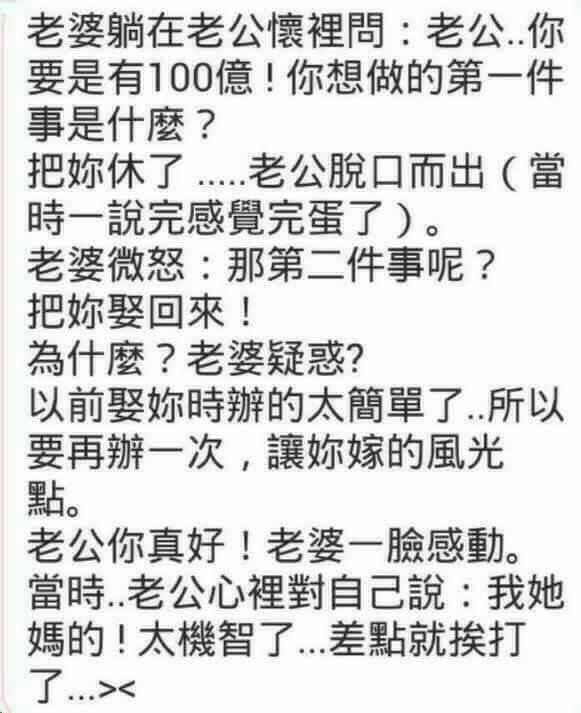 老婆躺在老公懷裡問：老公..你
要是有100億！你想做的第一件
事是什麼？
把妳休了 .....老公脫口而出（當
時一說完感覺完蛋了）。
老婆微怒：那第二件事呢？
把妳娶回來！
為什麼？老婆疑惑?
以前娶妳時辦的太簡單了..所以
要再辦一次，讓妳嫁的風光
點。
老公你真好！老婆一臉感動。
當時..老公心裡對自己說：我她
媽的！太機智了...差點就挨打
了...><